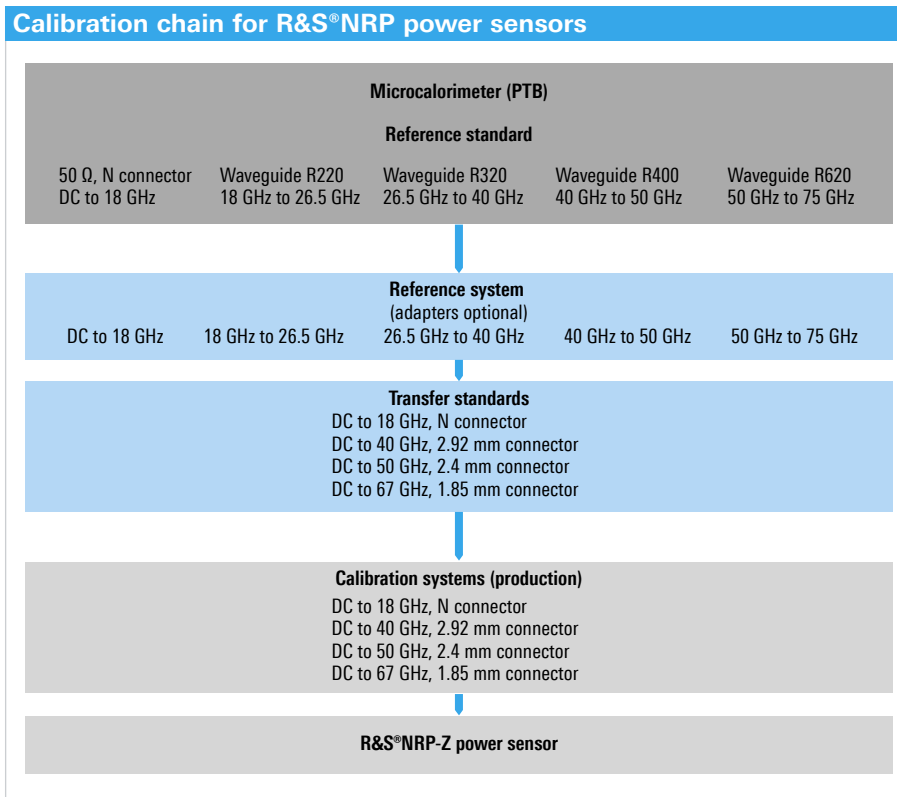 Calibration chain for R&S®NRP power sensors
Microcalorimeter (PTB)
Reference standard
50 Ω, N connector Waveguide R220 Waveguide R320 Waveguide R400 Waveguide R620
DC to 18 GHz 18 GHz to 26.5 GHz 26.5 GHz to 40 GHz 40 GHz to 50 GHz 50 GHz to 75 GHz
Reference system
(adapters optional)
DC to 18 GHz 18 GHz to 26.5 GHz 26.5 GHz to 40 GHz 40 GHz to 50 GHz 50 GHz to 75 GHz
Transfer standards
DC to 18 GHz, N connector
DC to 40 GHz, 2.92 mm connector
DC to 50 GHz, 2.4 mm connector
DC to 67 GHz, 1.85 mm connector
Calibration systems (production)
DC to 18 GHz, N connector
DC to 40 GHz, 2.92 mm connector
DC to 50 GHz, 2.4 mm connector
DC to 67 GHz, 1.85 mm connector
R&S®NRP-Z power sensor